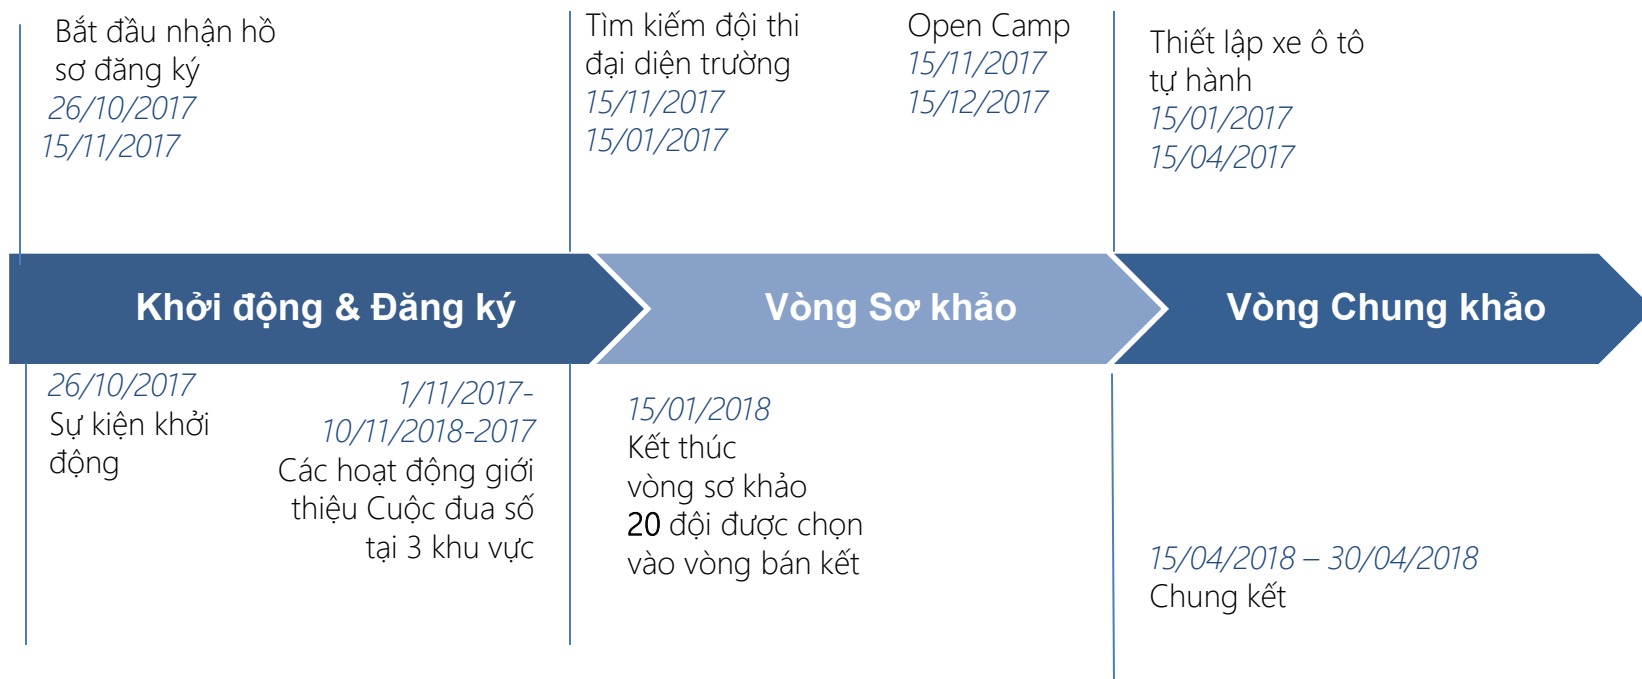 Bắt đầu nhận hồ
sơ đăng ký
26/10/2017
15/11/2017
Tìm kiếm đội thi
đại diện trường
15/11/2017
15/01/2017
Open Camp
15/11/2017
15/12/2017
Thiết lập xe ô tô
tự hành
15/01/2017
15/04/2017
Khởi động & Đăng ký
Vòng Sơ khảo
Vòng Chung khảo
26/10/2017
Sự kiện khởi
động
1/11/2017-
10/11/2018-2017
Các hoạt động giới
thiệu Cuộc đua số
tại 3 khu vực
15/01/2018
Kết thúc
vòng sơ khảo
20 đội được chọn
vào vòng bán kết
15/04/2018 – 30/04/2018
Chung kết